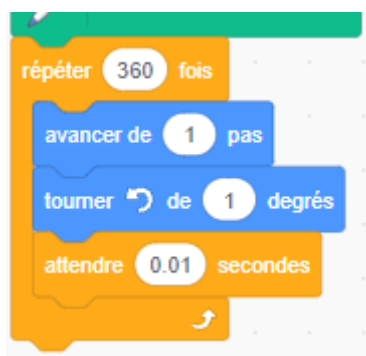 répéter 360 fois
avancer de 1 pas
tourner de 1 degrés
attendre 0.01 secondes